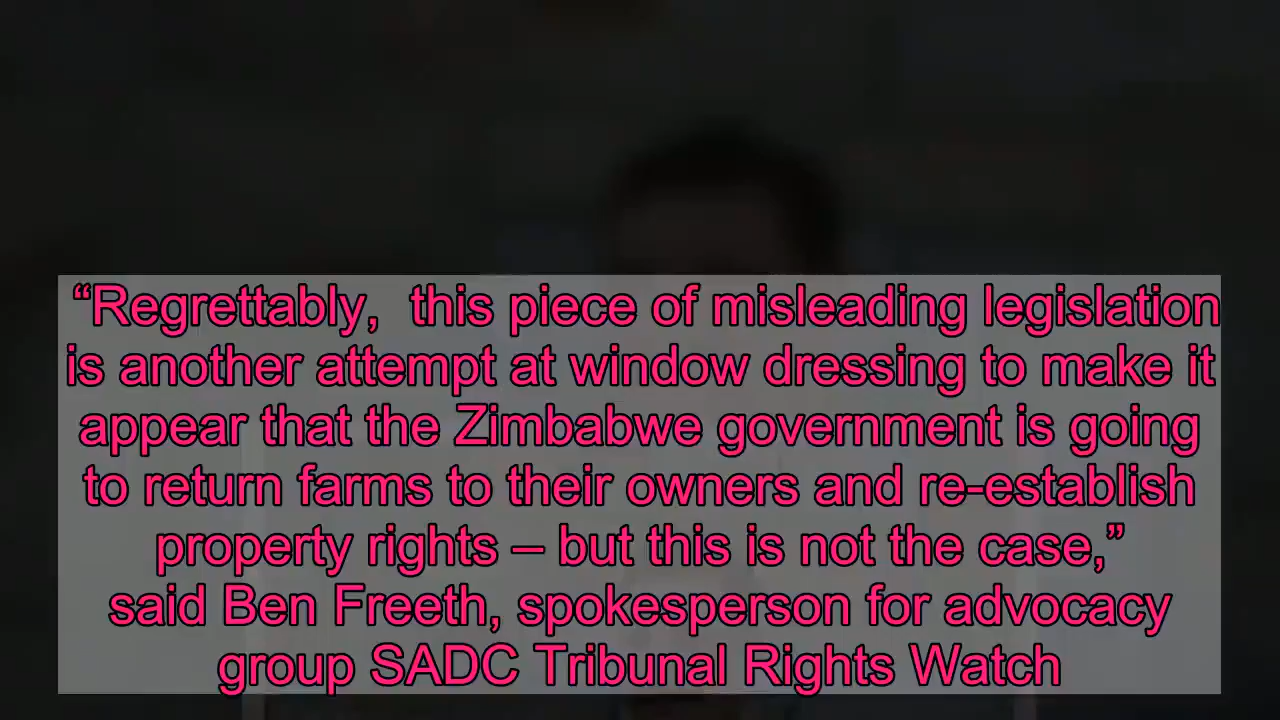 “Regrettably,  this piece of misleading legislation
is another attempt at window dressing to make it
appear that the Zimbabwe government is going
to return farms to their owners and re-establish
property rights – but this is not the case,”
said Ben Freeth, spokesperson for advocacy
group SADC Tribunal Rights Watch